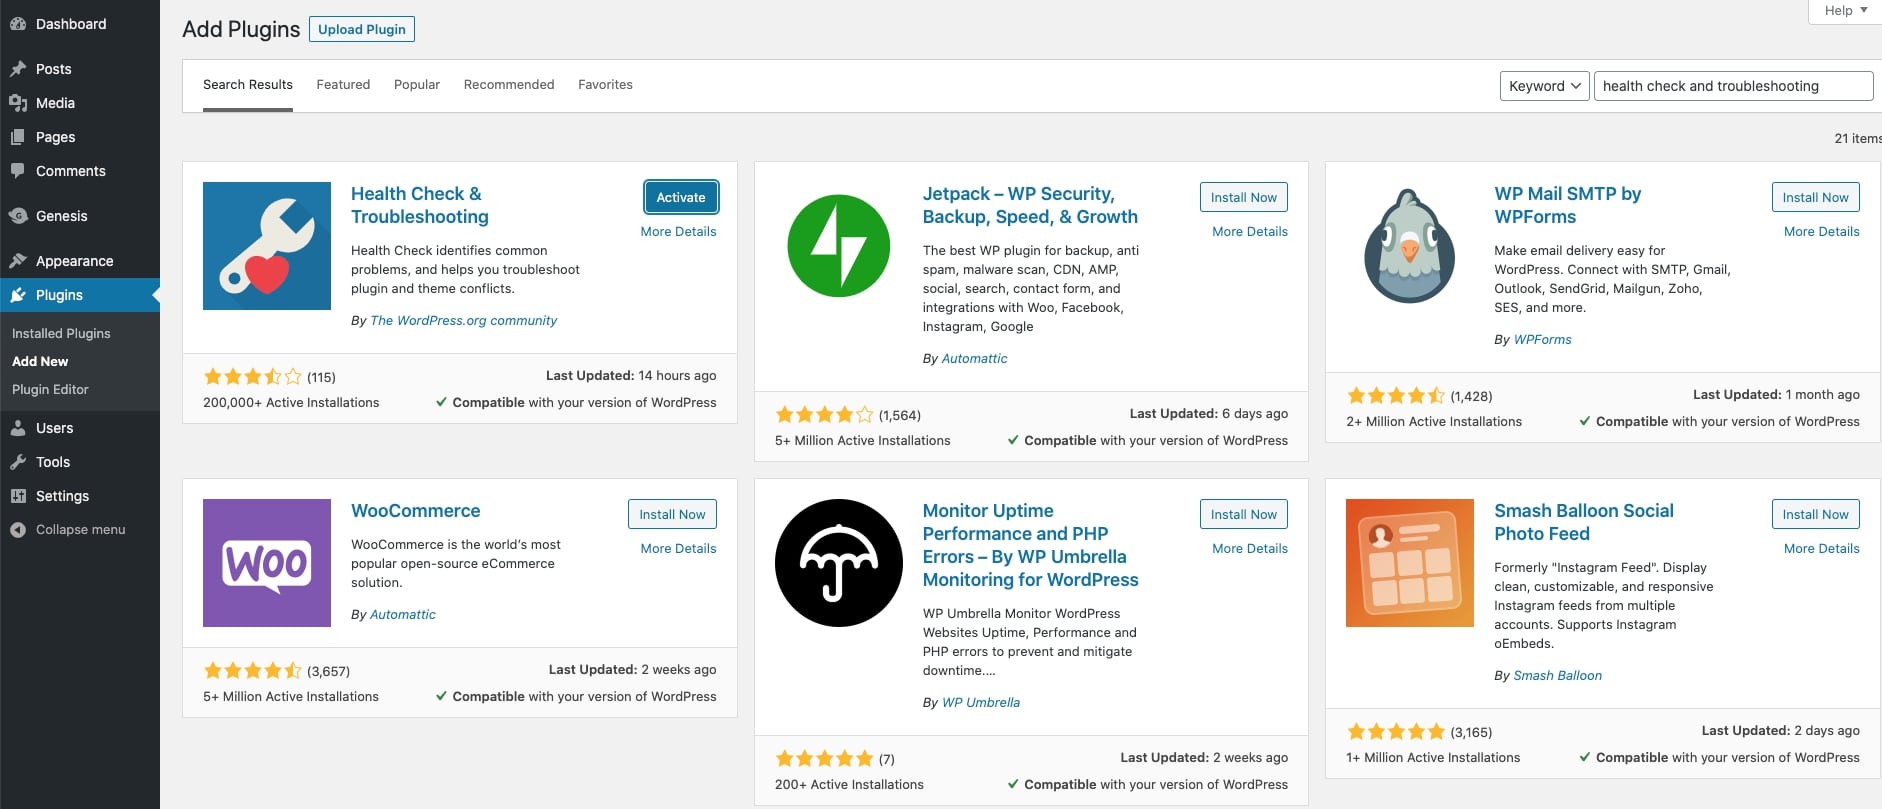 Dashboard
Posts
Media
Pages
Comments
Genesis
Appearance
Plugins
Installed Plugins
Add New
Plugin Editor
Users
Tools
Settings
Collapse menu
Add Plugins
Upload Plugin
Help
Search Results
Featured
Popular
Recommended
Favorites
Keyword
health check and troubleshooting
21 items
Health Check &
Troubleshooting
Activate
More Details
Health Check identifies common
problems, and helps you troubleshoot
plugin and theme conflicts.
By The WordPress.org community
(115)
Last Updated: 14 hours ago
200,000+ Active Installations
Compatible with your version of WordPress
Jetpack – WP Security,
Backup, Speed, & Growth
Install Now
More Details
The best WP plugin for backup, anti
spam, malware scan, CDN, AMP,
social, search, contact form, and
integrations with Woo, Facebook,
Instagram, Google
By Automattic
(1,564)
Last Updated: 6 days ago
5+ Million Active Installations
Compatible with your version of WordPress
WP Mail SMTP by
WPForms
Install Now
More Details
Make email delivery easy for
WordPress. Connect with SMTP, Gmail,
Outlook, SendGrid, Mailgun, Zoho,
SES, and more.
By WPForms
(1,428)
Last Updated: 1 month ago
2+ Million Active Installations
Compatible with your version of WordPress
Woo
WooCommerce
Install Now
More Details
WooCommerce is the world’s most
popular open-source eCommerce
solution.
By Automattic
(3,657)
Last Updated: 2 weeks ago
5+ Million Active Installations
Compatible with your version of WordPress
Monitor Uptime
Performance and PHP
Errors – By WP Umbrella
Monitoring for WordPress
Install Now
More Details
WP Umbrella Monitor WordPress
Websites Uptime, Performance and
PHP errors to prevent and mitigate
downtime.…
By WP Umbrella
(7)
Last Updated: 2 weeks ago
200+ Active Installations
Compatible with your version of WordPress
Smash Balloon Social
Photo Feed
Install Now
More Details
Formerly "Instagram Feed". Display
clean, customizable, and responsive
Instagram feeds from multiple
accounts. Supports Instagram
oEmbeds.
By Smash Balloon
(3,165)
Last Updated: 2 days ago
1+ Million Active Installations
Compatible with your version of WordPress